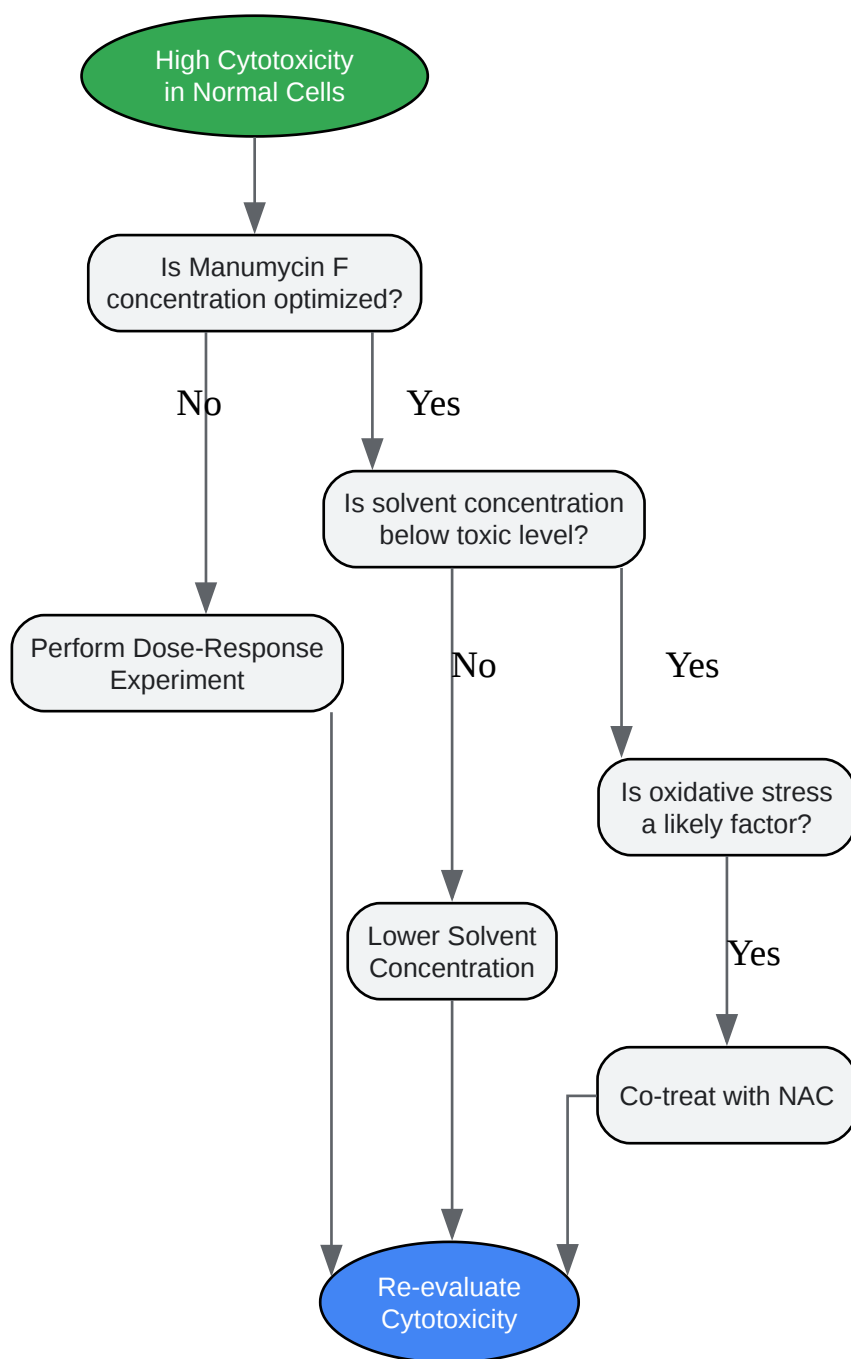 High Cytotoxicity
in Normal Cells
Is Manumycin F
concentration optimized?
No
Yes
Is solvent concentration
below toxic level?
Perform Dose-Response
Experiment
No
Yes
Is oxidative stress
a likely factor?
Lower Solvent
Concentration
Yes
Co-treat with NAC
Re-evaluate
Cytotoxicity